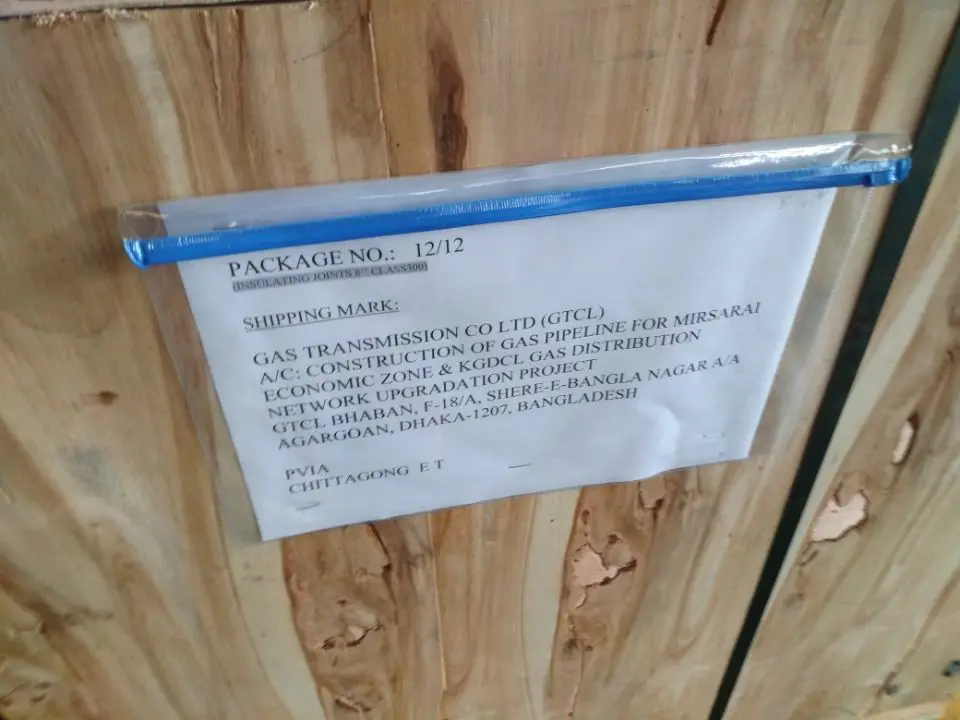 PACKAGE NO.: 12/12
(INSULATING JOINTS 8" CLASS300)
SHIPPING MARK:
GAS TRANSMISSION CO LTD (GTCL)
A/C: CONSTRUCTION OF GAS PIPELINE FOR MIRSARAI
ECONOMIC ZONE & KGDCL GAS DISTRIBUTION
NETWORK UPGRADATION PROJECT
GTCL BHABAN, F-18/A, SHERE-E-BANGLA NAGAR A/A
AGARGOAN, DHAKA-1207, BANGLADESH
PVIA
CHITTAGONG E T